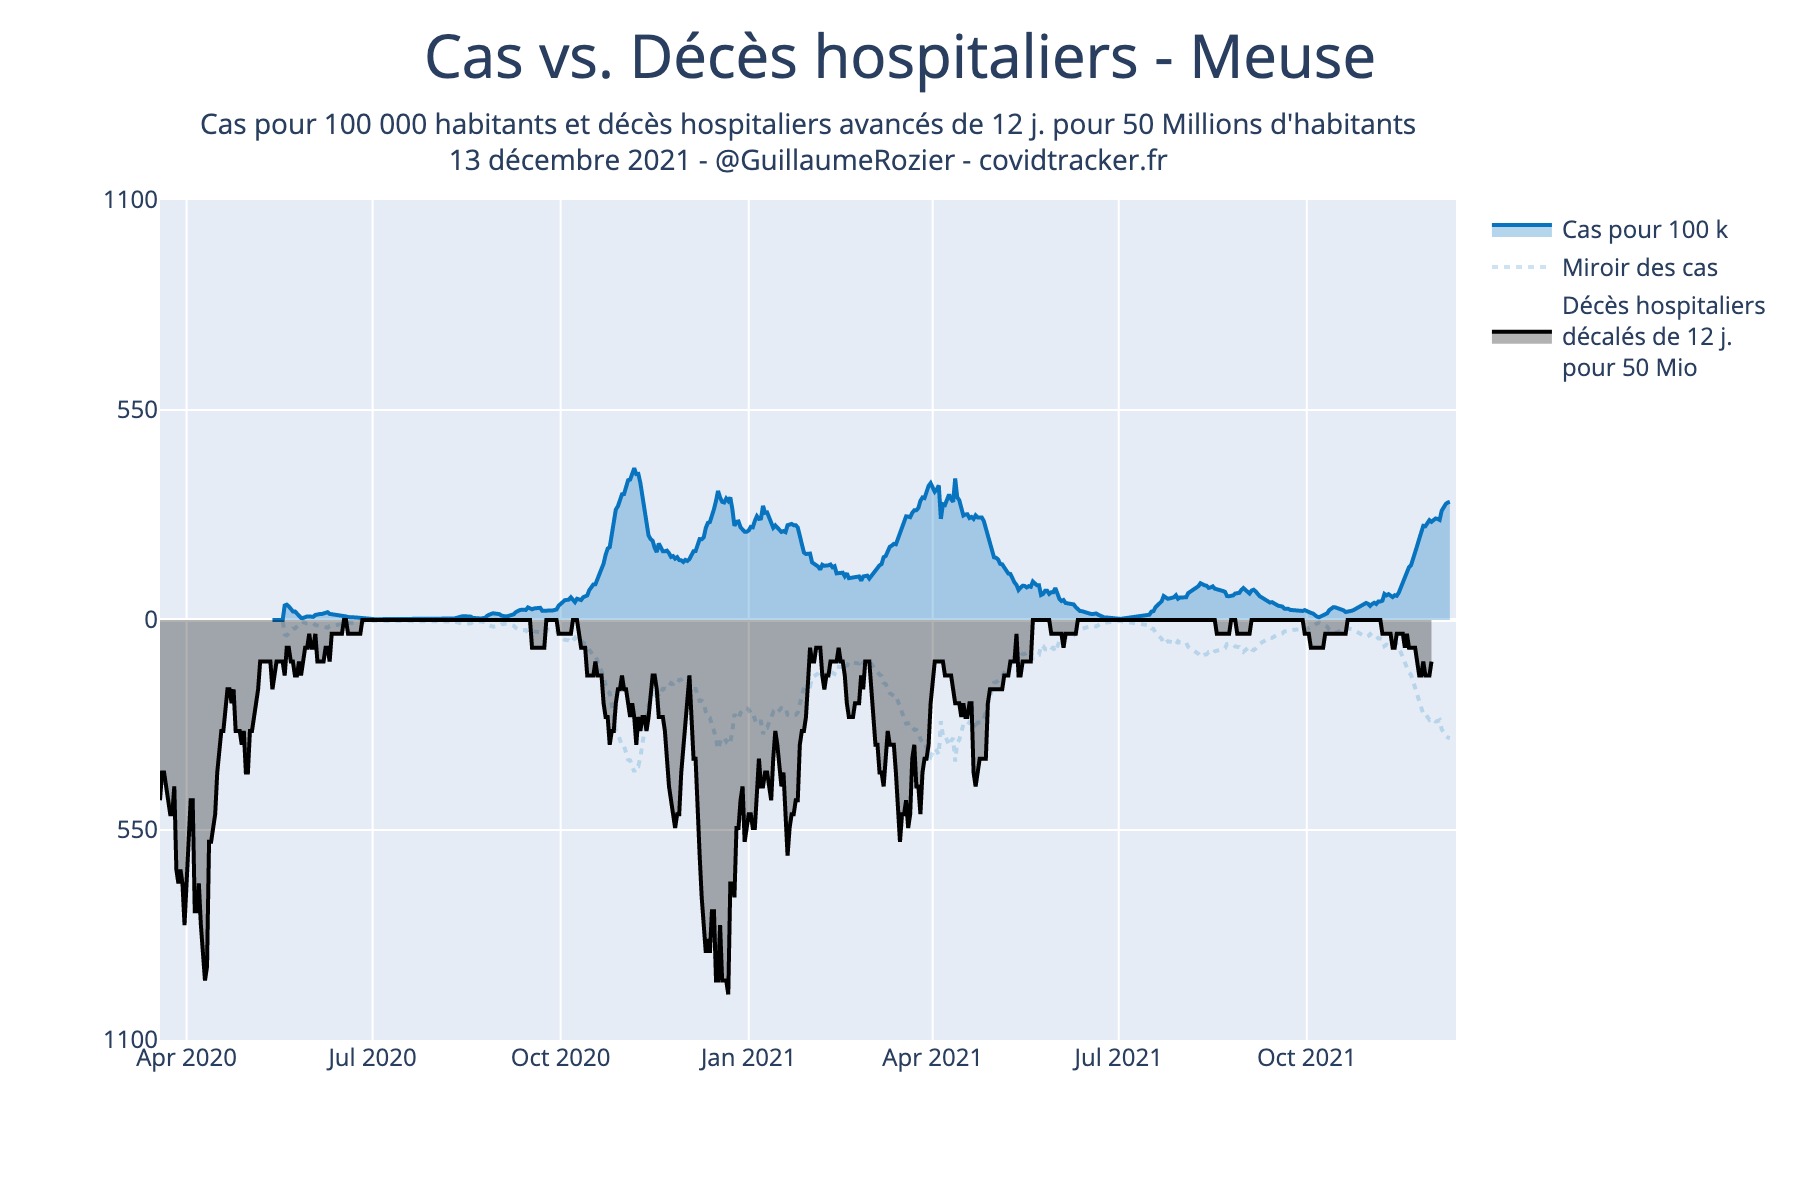 Cas vs. Décès hospitaliers - Meuse
Cas pour 100 000 habitants et décès hospitaliers avancés de 12 j. pour 50 Millions d'habitants
13 décembre 2021 - @GuillaumeRozier - covidtracker.fr
1100
550
0
550
1100
Apr 2020
Jul 2020
Oct 2020
Jan 2021
Apr 2021
Jul 2021
Oct 2021
Cas pour 100 k
Miroir des cas
Décès hospitaliers
décalés de 12 j.
pour 50 Mio